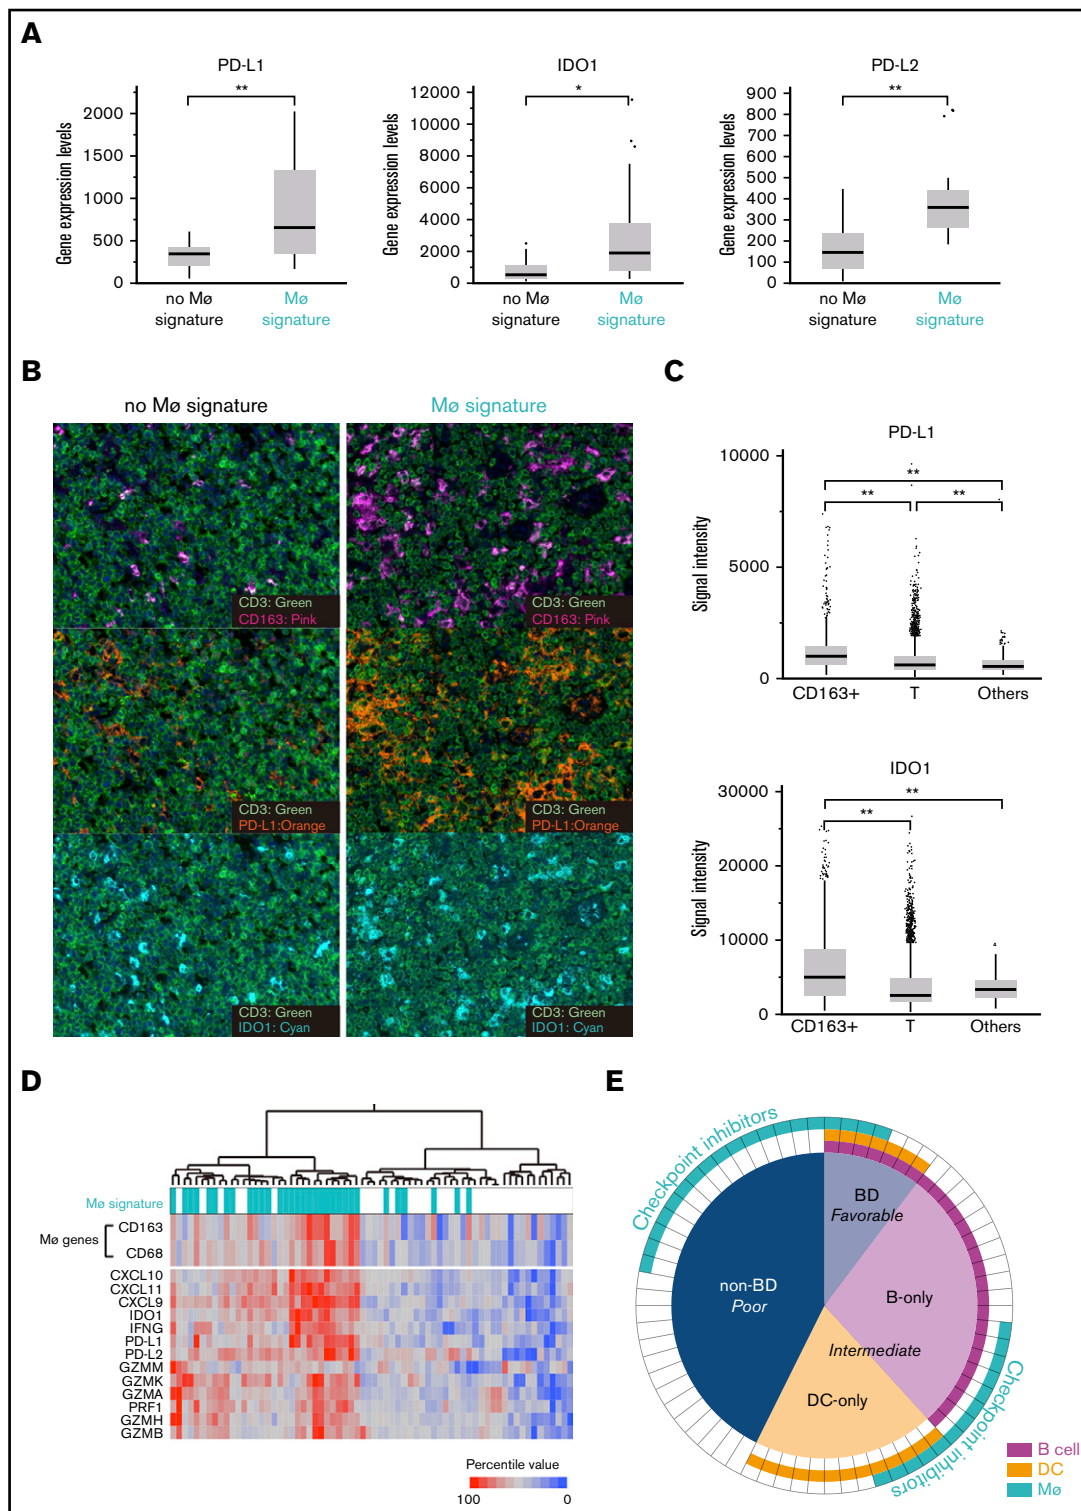 A
PD-L1
**
Gene expression levels
2000
1500
1000
500
0
no Mø
signature
Mø
signature
IDO1
*
Gene expression levels
12000
10000
8000
6000
4000
2000
0
no Mø
signature
Mø
signature
PD-L2
**
Gene expression levels
900
800
700
600
500
400
300
200
100
0
no Mø
signature
Mø
signature
B
no Mø signature
Mø signature
CD3: Green
CD163: Pink
CD3: Green
CD163: Pink
CD3: Green
PD-L1:Orange
CD3: Green
PD-L1:Orange
CD3: Green
IDO1: Cyan
CD3: Green
IDO1: Cyan
C
PD-L1
**
**
**
Signal intensity
10000
5000
0
CD163+
T
Others
IDO1
**
**
Signal intensity
30000
20000
10000
0
CD163+
T
Others
D
Mø signature
Mø genes
CD163
CD68
CXCL10
CXCL11
CXCL9
IDO1
IFNG
PD-L1
PD-L2
GZMM
GZMK
GZMA
PRF1
GZMH
GZMB
Percentile value
100
0
E
Checkpoint inhibitors
BD
Favorable
non-BD
Poor
B-only
Intermediate
DC-only
Checkpoint inhibitors
B cell
DC
Mø